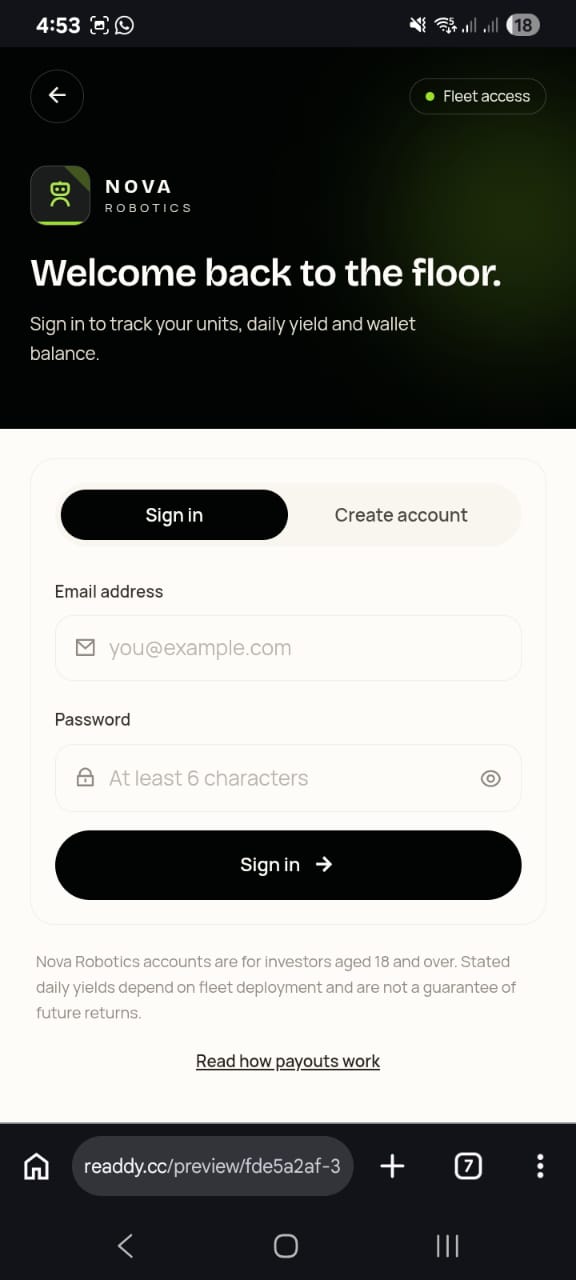 4:53
18
Fleet access
NOVA
ROBOTICS
Welcome back to the floor.
Sign in to track your units, daily yield and wallet
balance.
Sign in
Create account
Email address
you@example.com
Password
At least 6 characters
Sign in
Nova Robotics accounts are for investors aged 18 and over. Stated
daily yields depend on fleet deployment and are not a guarantee of
future returns.
Read how payouts work
readdy.cc/preview/fde5a2af-3
7